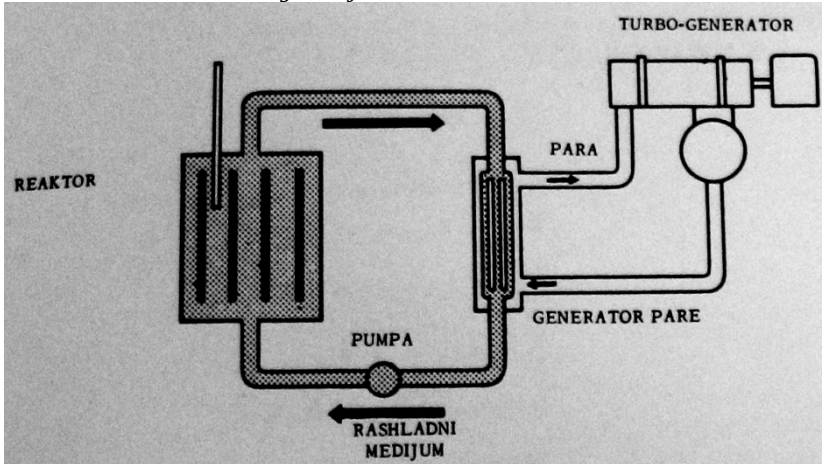 TURBO-GENERATOR
PARA
REAKTOR
GENERATOR PARE
PUMPA
RASHLADNI
MEDIJUM